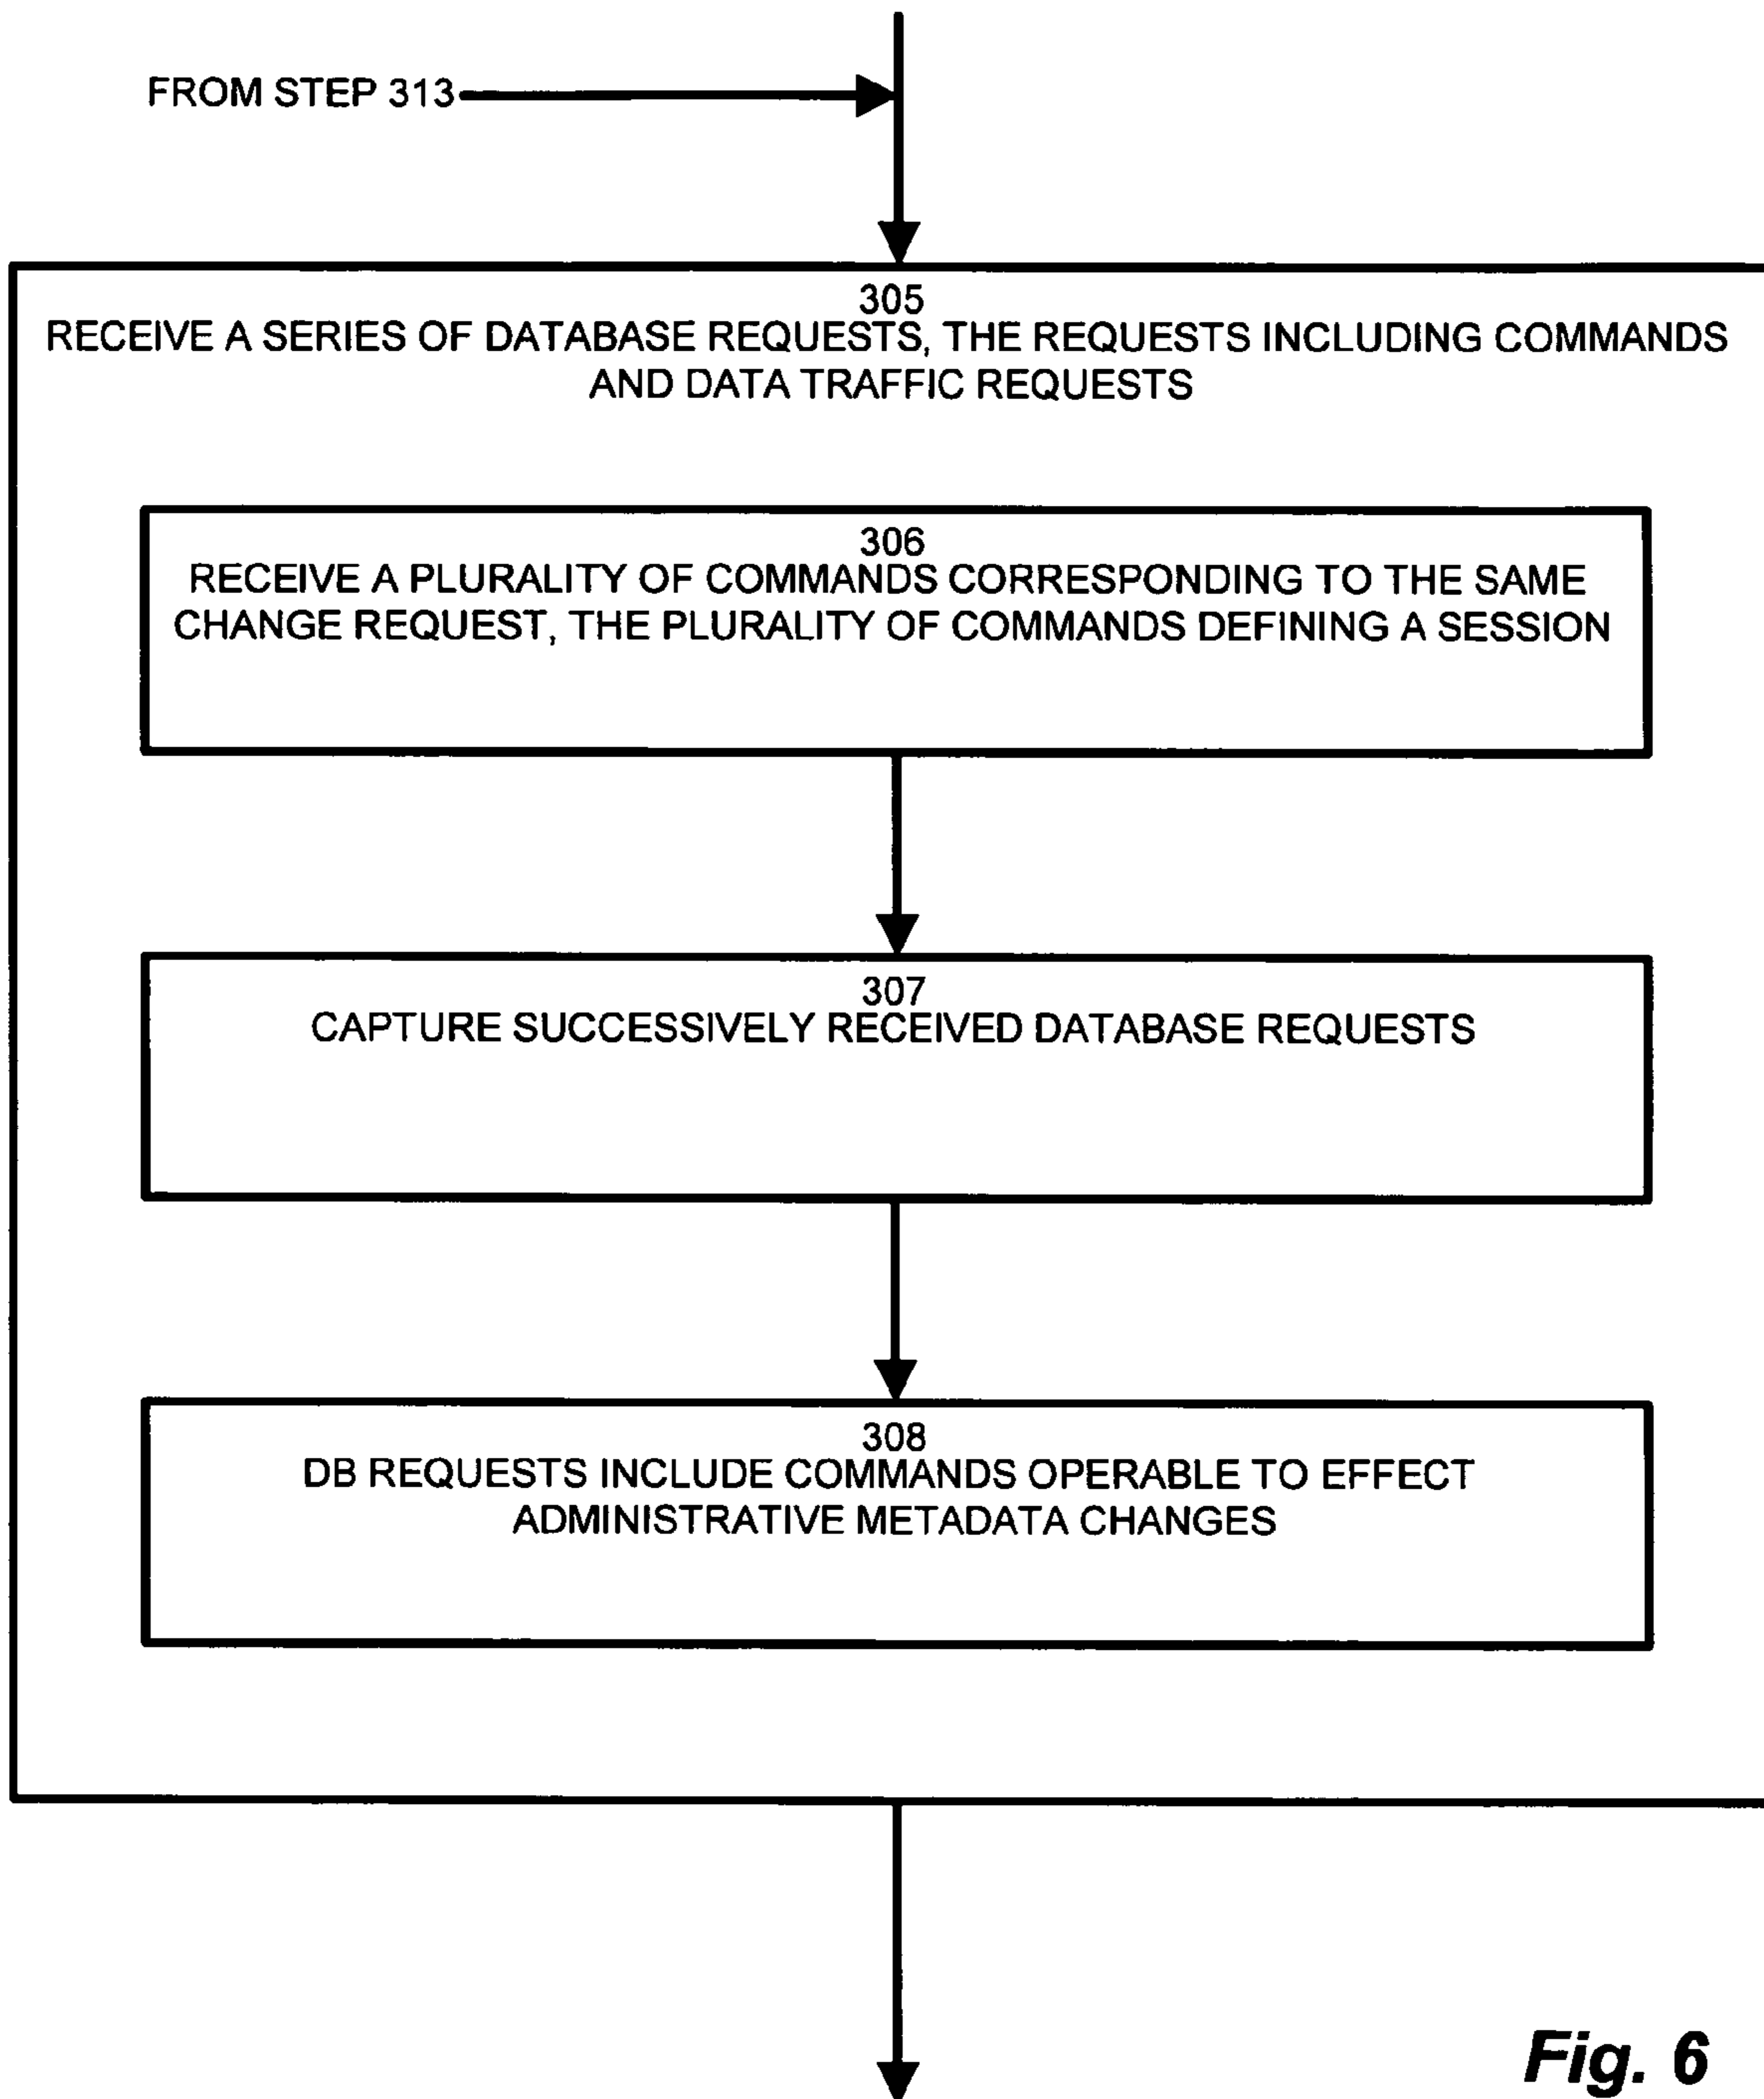 FROM STEP 313
305
RECEIVE A SERIES OF DATABASE REQUESTS, THE REQUESTS INCLUDING COMMANDS
AND DATA TRAFFIC REQUESTS
306
RECEIVE A PLURALITY OF COMMANDS CORRESPONDING TO THE SAME
CHANGE REQUEST, THE PLURALITY OF COMMANDS DEFINING A SESSION
307
CAPTURE SUCCESSIVELY RECEIVED DATABASE REQUESTS
308
DB REQUESTS INCLUDE COMMANDS OPERABLE TO EFFECT
ADMINISTRATIVE METADATA CHANGES
Fig. 6